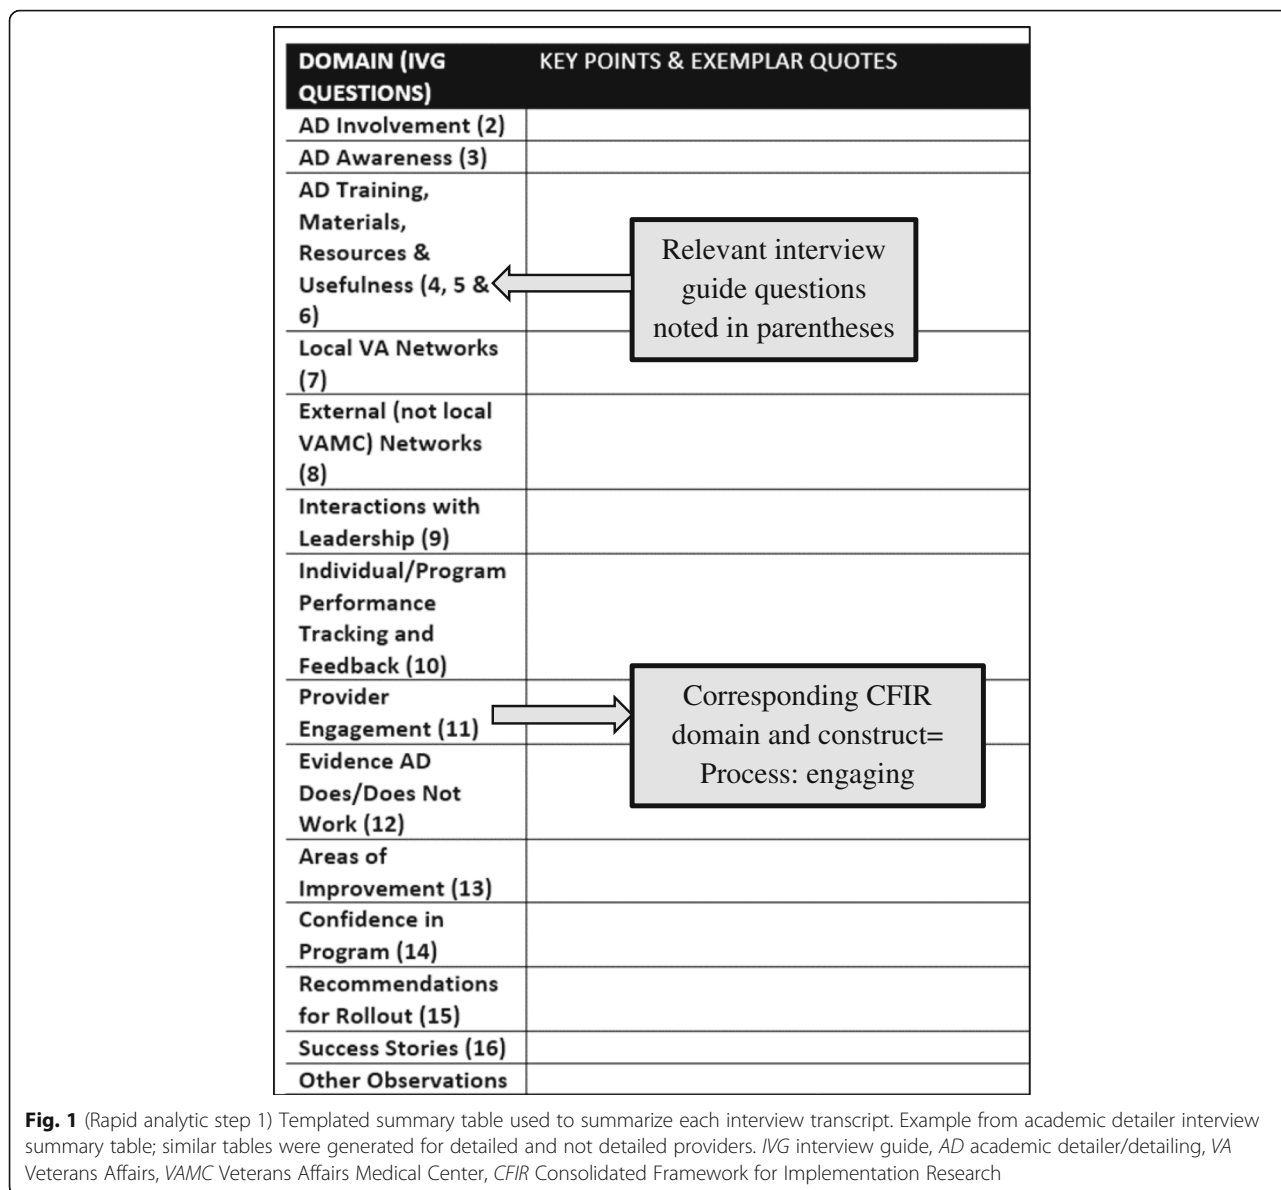 DOMAIN (IVG QUESTIONS)
KEY POINTS & EXEMPLAR QUOTES
AD Involvement (2)
AD Awareness (3)
AD Training,
Materials,
Resources &
Usefulness (4, 5 &
6)
Relevant interview
guide questions
noted in parentheses
Local VA Networks
(7)
External (not local
VAMC) Networks
(8)
Interactions with
Leadership (9)
Individual/Program
Performance
Tracking and
Feedback (10)
Provider
Engagement (11)
Corresponding CFIR
domain and construct=
Process: engaging
Evidence AD
Does/Does Not
Work (12)
Areas of
Improvement (13)
Confidence in
Program (14)
Recommendations
for Rollout (15)
Success Stories (16)
Other Observations
Fig. 1 (Rapid analytic step 1) Templated summary table used to summarize each interview transcript. Example from academic detailer interview
summary table; similar tables were generated for detailed and not detailed providers. IVG interview guide, AD academic detailer/detailing, VA
Veterans Affairs, VAMC Veterans Affairs Medical Center, CFIR Consolidated Framework for Implementation Research